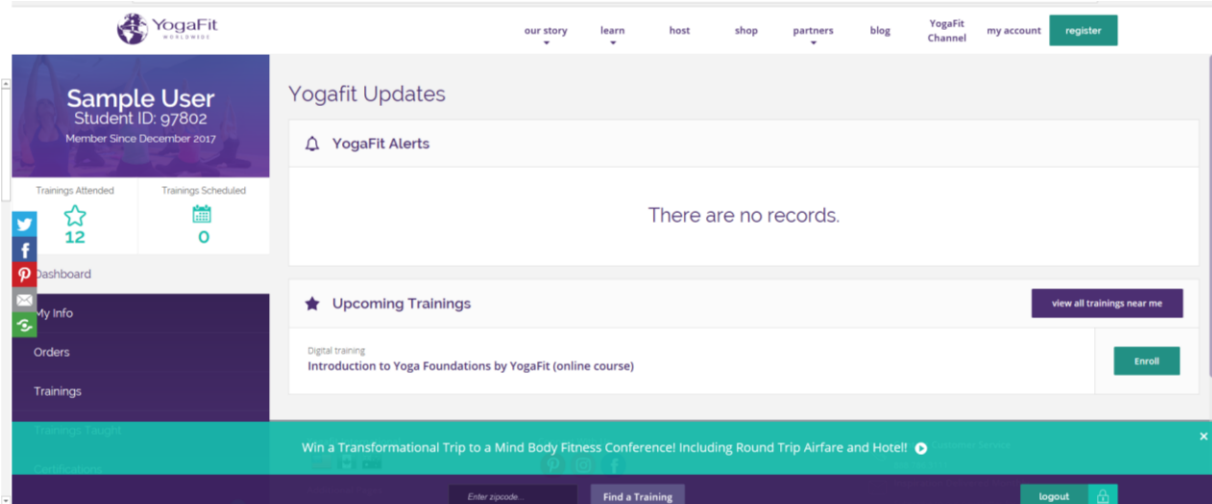 YogaFit
WORLDWIDE
our story
learn
host
shop
partners
blog
YogaFit
Channel
my account
register
Sample User
Student ID: 97802
Member Since December 2017
Trainings Attended
12
Trainings Scheduled
0
Dashboard
My Info
Orders
Trainings
Trainings Taught
Certifications
Yogafit Updates
YogaFit Alerts
There are no records.
Upcoming Trainings
view all trainings near me
Digital training
Introduction to Yoga Foundations by YogaFit (online course)
Enroll
Win a Transformational Trip to a Mind Body Fitness Conference! Including Round Trip Airfare and Hotel!
Enter zipcode...
Find a Training
logout